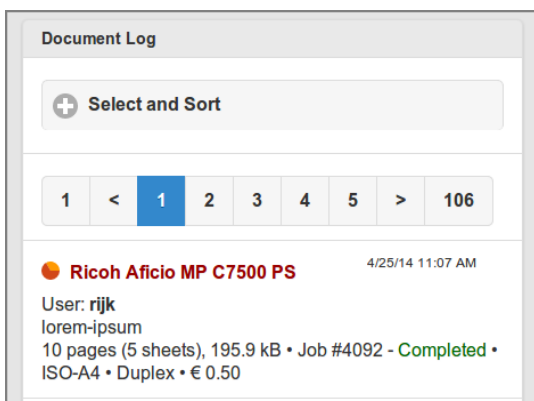 Document Log
Select and Sort
1 < 1 2 3 4 5 > 106
Ricoh Aficio MP C7500 PS 4/25/14 11:07 AM
User: rijk
lorem-ipsum
10 pages (5 sheets), 195.9 kB • Job #4092 - Completed •
ISO-A4 • Duplex • € 0.50